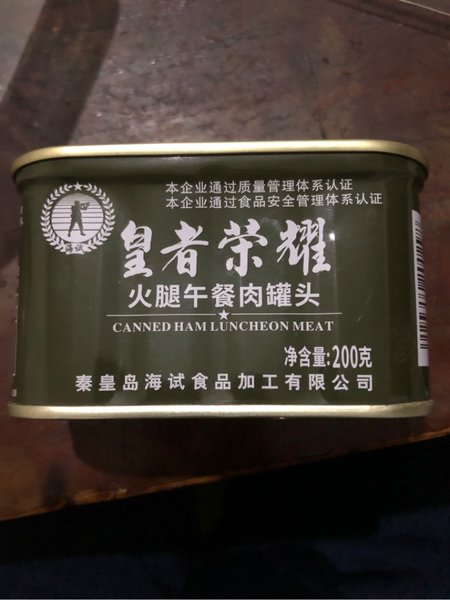 本企业通过质量管理体系认证
本企业通过食品安全管理体系认证
海试
皇者荣耀
火腿午餐肉罐头
CANNED HAM LUNCHEON MEAT
净含量:200克
秦皇岛海试食品加工有限公司